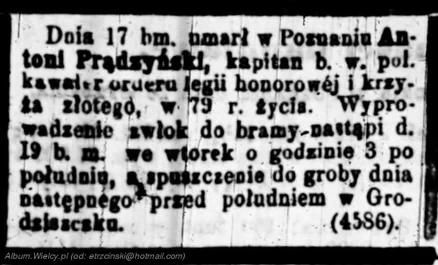 Dnia 17 bm. umarł w Poznaniu An-
toni Prądzyński, kapitan b. w. pol.
kawaler orderu legii honorowéj i krzy-
ża złotego, w 79 r. życia. Wypro-
wadzenie zwłok do bramy nastąpi d.
19 b. m. we wtorek o godzinie 3 po
południu, a spuszczenie do groby dnia
następnego przed południem w Gro-
dziszczku. (4586).
Album.Wielcy.pl (od: etrzcinski@hotmail.com)